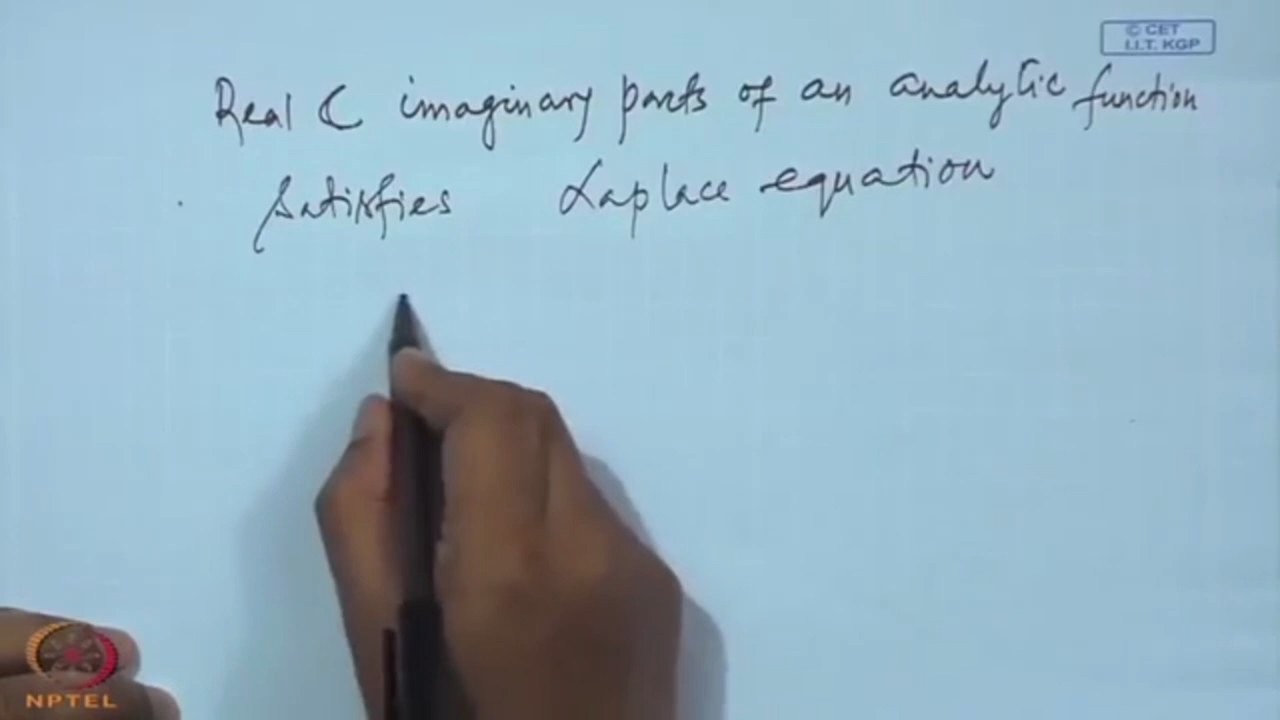 © CET
I.I.T. KGP
Real & imaginary parts of an analytic function
satisfies Laplace equation
NPTEL